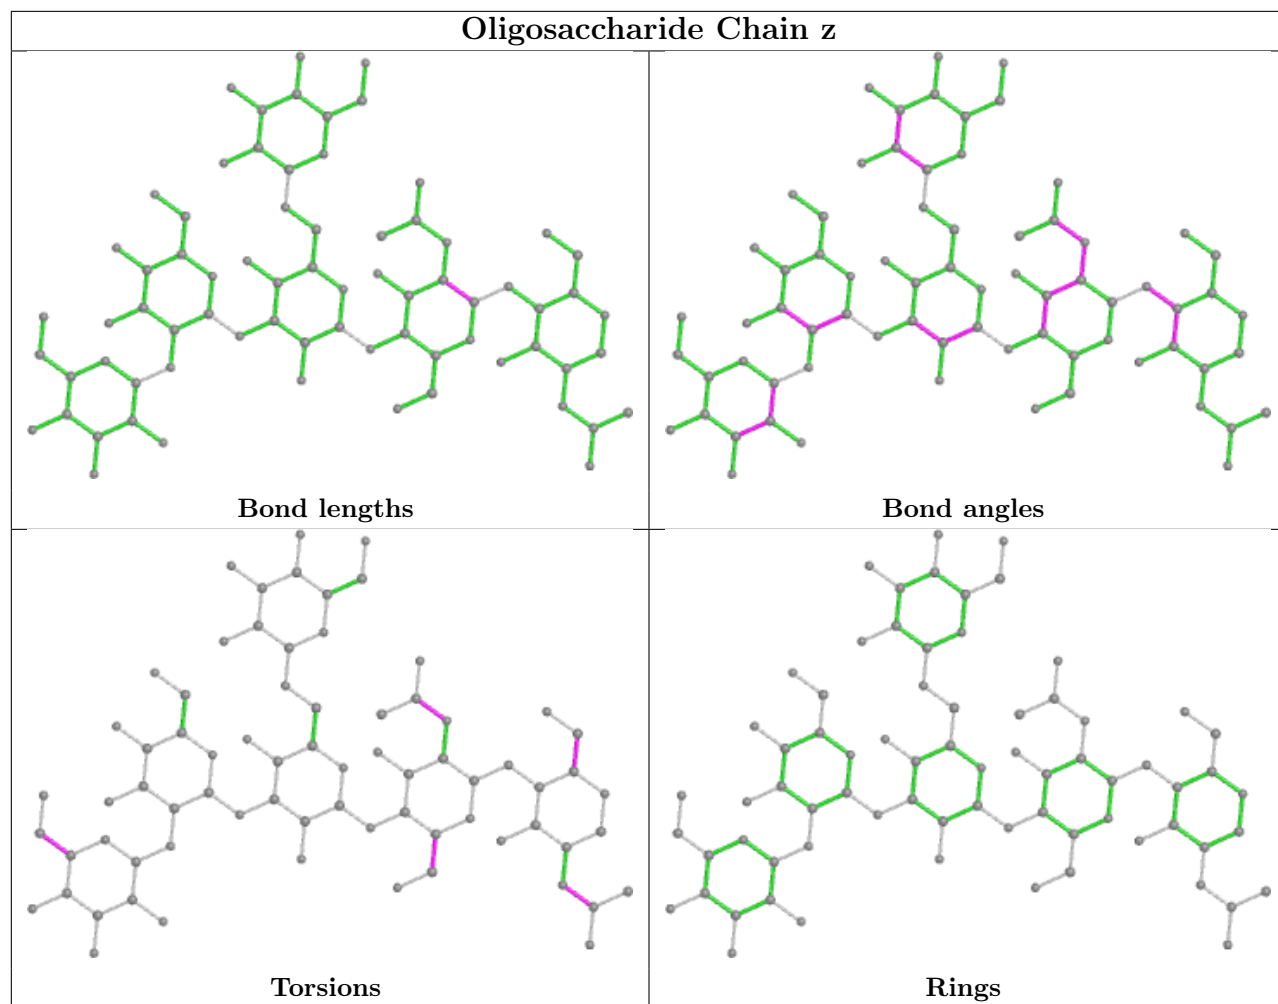 Oligosaccharide Chain z
Bond lengths
Bond angles
Torsions
Rings